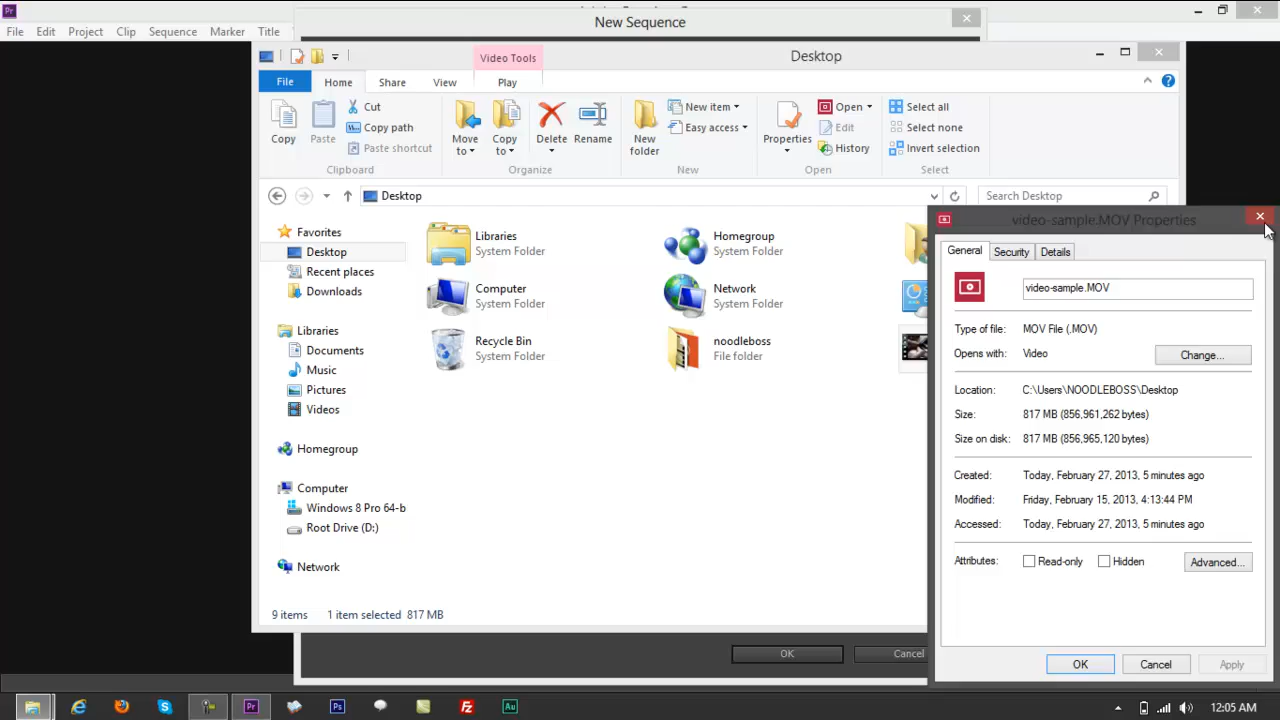 New Sequence
File Edit Project Clip Sequence Marker Title
Video Tools
Desktop
File Home Share View Play
Copy
Paste
Cut
Copy path
Paste shortcut
Clipboard
Move to
Copy to
Delete
Rename
Organize
New folder
New item
Easy access
New
Properties
Open
Edit
History
Open
Select all
Select none
Invert selection
Select
Desktop
Search Desktop
Favorites
Desktop
Recent places
Downloads
Libraries
Documents
Music
Pictures
Videos
Homegroup
Computer
Windows 8 Pro 64-b
Root Drive (D:)
Network
Libraries
System Folder
Homegroup
System Folder
Computer
System Folder
Network
System Folder
Recycle Bin
System Folder
noodleboss
File folder
9 items 1 item selected 817 MB
OK Cancel
video-sample.MOV Properties
General Security Details
video-sample.MOV
Type of file: MOV File (.MOV)
Opens with: Video Change...
Location: C:\Users\NOODLEBOSS\Desktop
Size: 817 MB (856,961,262 bytes)
Size on disk: 817 MB (856,965,120 bytes)
Created: Today, February 27, 2013, 5 minutes ago
Modified: Friday, February 15, 2013, 4:13:44 PM
Accessed: Today, February 27, 2013, 5 minutes ago
Attributes: Read-only Hidden Advanced...
OK Cancel Apply
12:05 AM